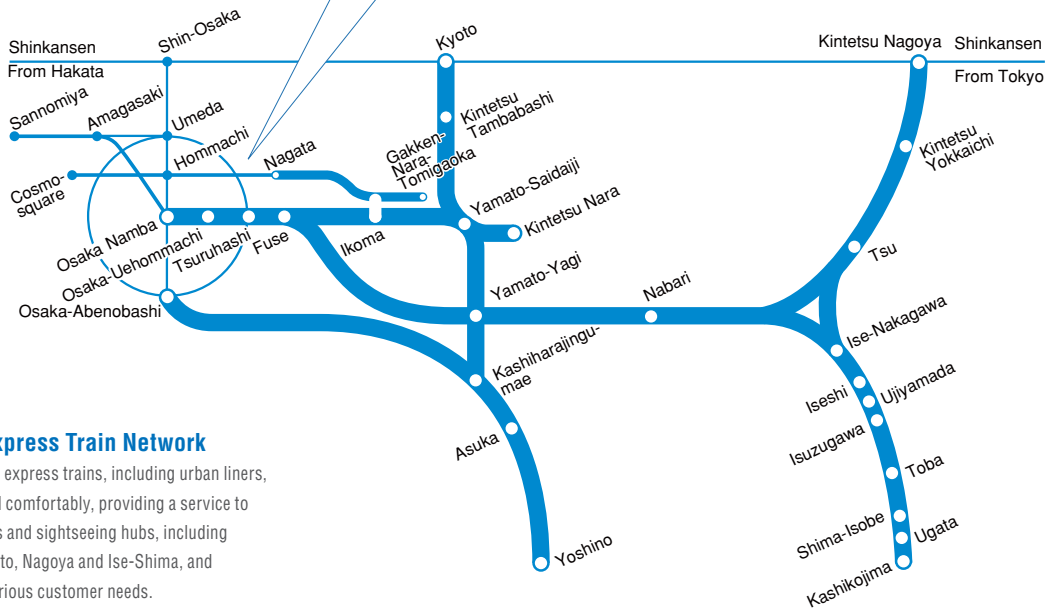 Shinkansen
From Hakata
Shin-Osaka
Kyoto
Kintetsu Nagoya
Shinkansen
From Tokyo
Sannomiya
Amagasaki
Umeda
Hommachi
Nagata
Cosmo-
square
Gakken-
Nara-
Tomigaoka
Kintetsu
Tambabashi
Kintetsu
Yokkaichi
Yamato-Saidaiji
Kintetsu Nara
Osaka Namba
Osaka-Uehommachi
Tsuruhashi
Fuse
Ikoma
Osaka-Abenobashi
Yamato-Yagi
Nabari
Tsu
Ise-Nakagawa
Kashiharajingu-
mae
Iseshi
Ujiyamada
Isuzugawa
Asuka
Toba
Shima-Isobe
Ugata
Yoshino
Kashikojima
xpress Train Network
express trains, including urban liners,
comfortably, providing a service to
s and sightseeing hubs, including
to, Nagoya and Ise-Shima, and
rious customer needs.